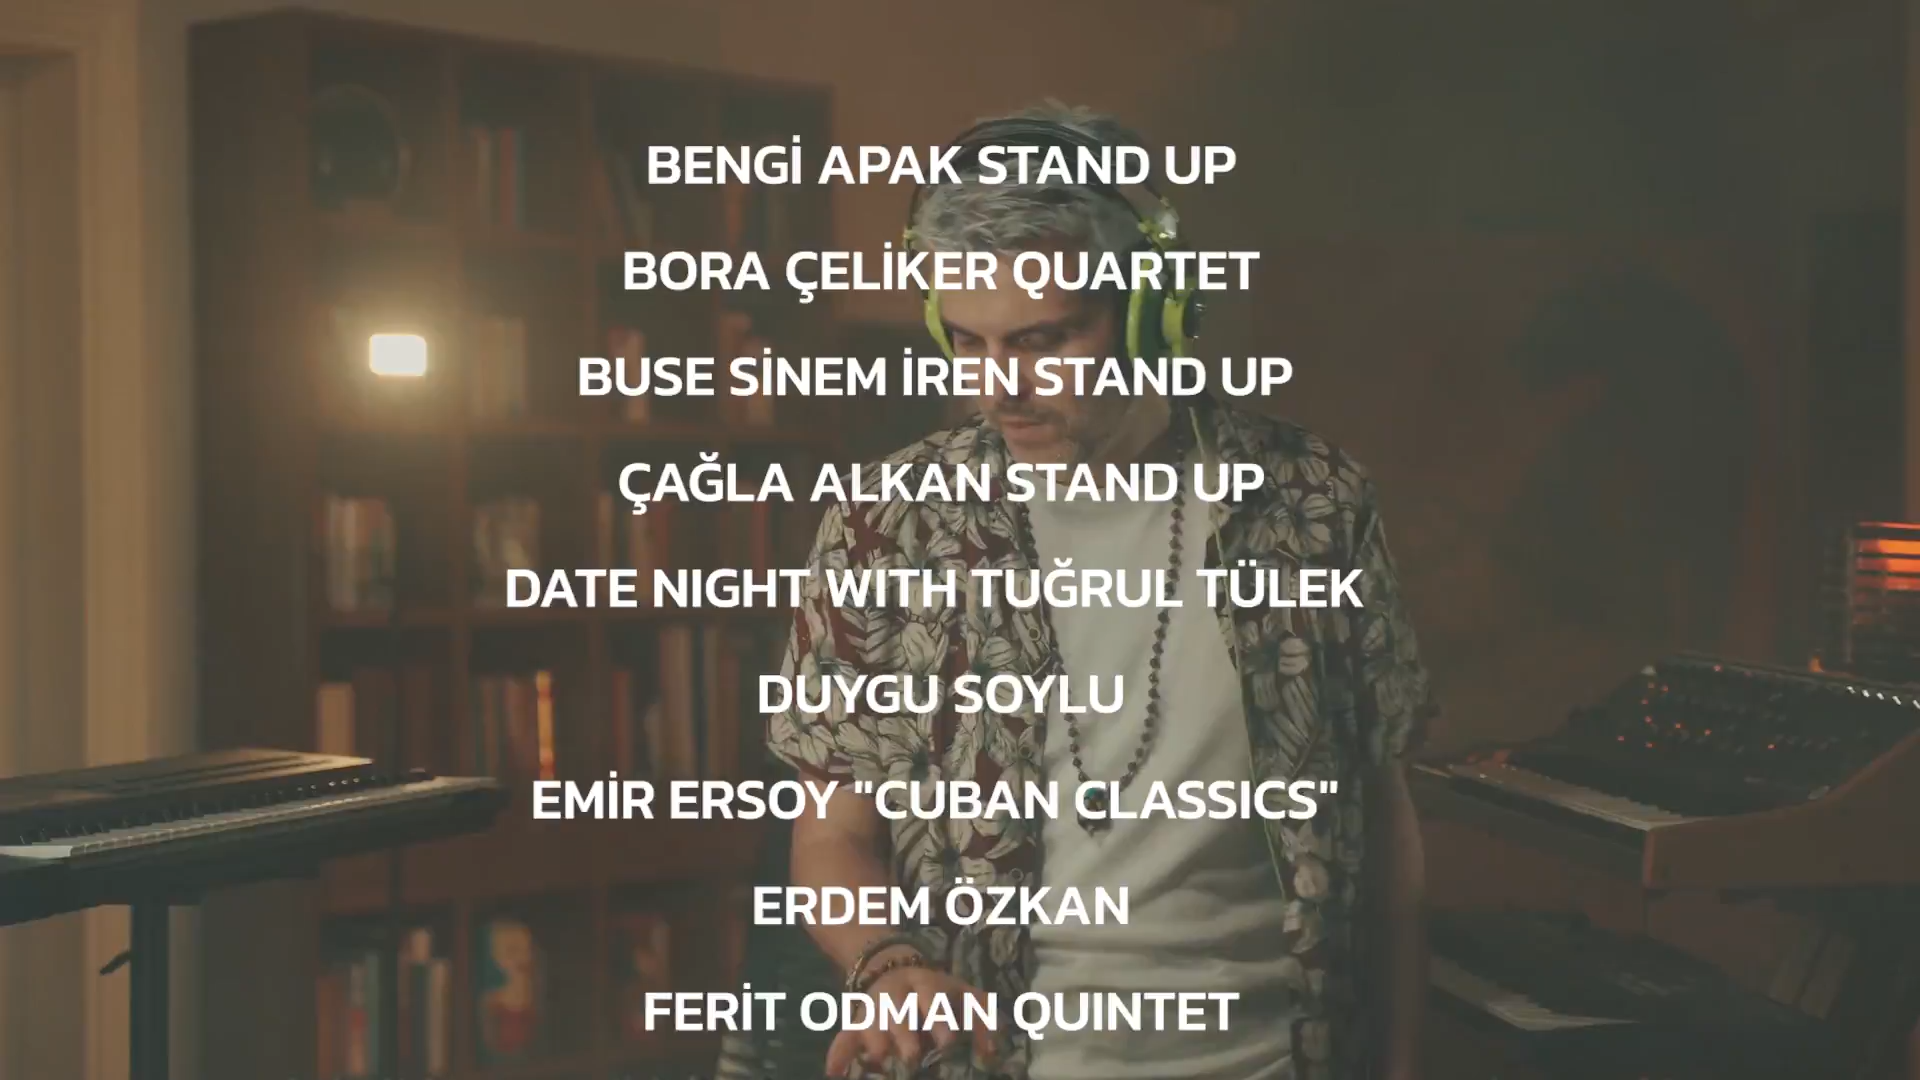 BENGİ APAK STAND UP
BORA ÇELİKER QUARTET
BUSE SİNEM İREN STAND UP
ÇAĞLA ALKAN STAND UP
DATE NIGHT WITH TUĞRUL TÜLEK
DUYGU SOYLU
EMİR ERSOY "CUBAN CLASSICS"
ERDEM ÖZKAN
FERİT ODMAN QUINTET